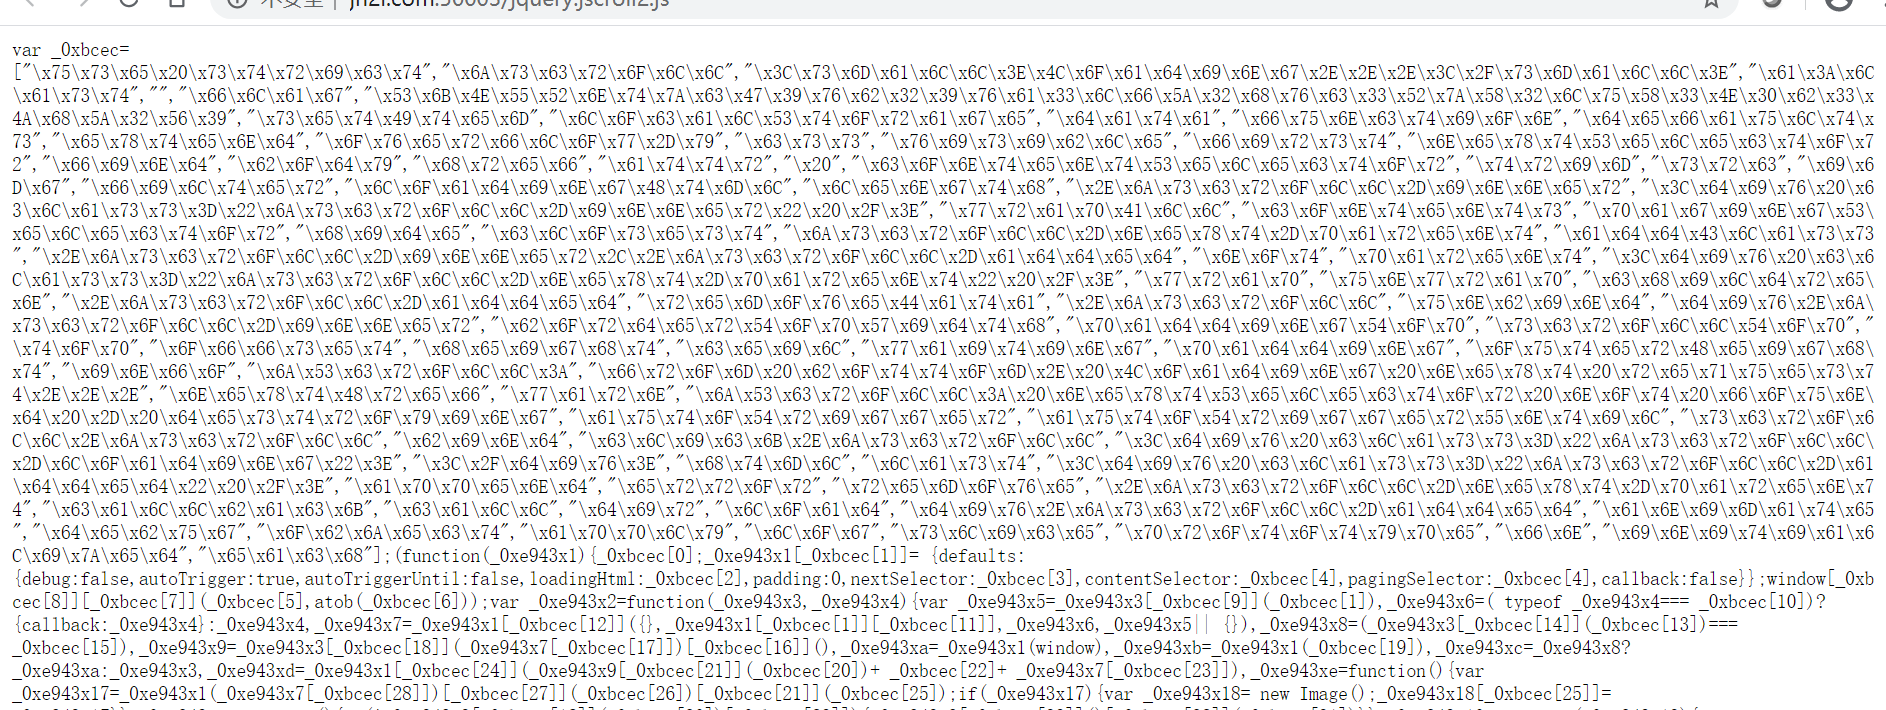 var _0xbcec=
["\x75\x73\x65\x20\x73\x74\x72\x69\x63\x74","\x6A\x73\x63\x72\x6F\x6C\x6C","\x3C\x73\x6D\x61\x6C\x6C\x3E\x4C\x6F\x61\x64\x69\x6E\x67\x2E\x2E\x2E\x3C\x2F\x73\x6D\x61\x6C\x6C\x3E","\x61\x3A\x6C
\x61\x73\x74","","\x66\x6C\x61\x67","\x53\x6B\x4E\x55\x52\x6E\x74\x7A\x63\x47\x39\x76\x62\x32\x39\x76\x61\x33\x6C\x66\x5A\x32\x68\x76\x63\x33\x52\x7A\x58\x32\x6C\x75\x58\x33\x4E\x30\x62\x33\x
4A\x68\x5A\x32\x56\x39","\x73\x65\x74\x49\x74\x65\x6D","\x6C\x6F\x63\x61\x6C\x53\x74\x6F\x72\x61\x67\x65","\x64\x61\x74\x61","\x66\x75\x6E\x63\x74\x69\x6F\x6E","\x64\x65\x66\x61\x75\x6C\x74\x
73","\x65\x78\x74\x65\x6E\x64","\x6F\x76\x65\x72\x66\x6C\x6F\x77\x2D\x79","\x63\x73\x73","\x76\x69\x73\x69\x62\x6C\x65","\x66\x69\x72\x73\x74","\x6E\x65\x78\x74\x53\x65\x6C\x65\x63\x74\x6F\x7
2","\x66\x69\x6E\x64","\x62\x6F\x64\x79","\x68\x72\x65\x66","\x61\x74\x74\x72","\x20","\x63\x6F\x6E\x74\x65\x6E\x74\x53\x65\x6C\x65\x63\x74\x6F\x72","\x74\x72\x69\x6D","\x73\x72\x63","\x69\x6
D\x67","\x66\x69\x6C\x74\x65\x72","\x6C\x6F\x61\x64\x69\x6E\x67\x48\x74\x6D\x6C","\x6C\x65\x6E\x67\x74\x68","\x2E\x6A\x73\x63\x72\x6F\x6C\x6C\x2D\x69\x6E\x6E\x65\x72","\x3C\x64\x69\x76\x20\x6
3\x6C\x61\x73\x73\x3D\x22\x6A\x73\x63\x72\x6F\x6C\x6C\x2D\x69\x6E\x6E\x65\x72\x22\x20\x2F\x3E","\x77\x72\x61\x70\x41\x6C\x6C","\x63\x6F\x6E\x74\x65\x6E\x74\x73","\x70\x61\x67\x69\x6E\x67\x53\
x65\x6C\x65\x63\x74\x6F\x72","\x68\x69\x64\x65","\x63\x6C\x6F\x73\x65\x73\x74","\x6A\x73\x63\x72\x6F\x6C\x6C\x2D\x6E\x65\x78\x74\x2D\x70\x61\x72\x65\x6E\x74","\x61\x64\x64\x43\x6C\x61\x73\x73
","\x2E\x6A\x73\x63\x72\x6F\x6C\x6C\x2D\x69\x6E\x6E\x65\x72\x2C\x2E\x6A\x73\x63\x72\x6F\x6C\x6C\x2D\x61\x64\x64\x65\x64","\x6E\x6F\x74","\x70\x61\x72\x65\x6E\x74","\x3C\x64\x69\x76\x20\x63\x6
C\x61\x73\x73\x3D\x22\x6A\x73\x63\x72\x6F\x6C\x6C\x2D\x6E\x65\x78\x74\x2D\x70\x61\x72\x65\x6E\x74\x22\x20\x2F\x3E","\x77\x72\x61\x70","\x75\x6E\x77\x72\x61\x70","\x63\x68\x69\x6C\x64\x72\x65\
x6E","\x2E\x6A\x73\x63\x72\x6F\x6C\x6C\x2D\x61\x64\x64\x65\x64","\x72\x65\x6D\x6F\x76\x65\x44\x61\x74\x61","\x2E\x6A\x73\x63\x72\x6F\x6C\x6C","\x75\x6E\x62\x69\x6E\x64","\x64\x69\x76\x2E\x6A\
x73\x63\x72\x6F\x6C\x6C\x2D\x69\x6E\x6E\x65\x72","\x62\x6F\x72\x64\x65\x72\x54\x6F\x70\x57\x69\x64\x74\x68","\x70\x61\x64\x64\x69\x6E\x67\x54\x6F\x70","\x73\x63\x72\x6F\x6C\x6C\x54\x6F\x70","
\x74\x6F\x70","\x6F\x66\x66\x73\x65\x74","\x68\x65\x69\x67\x68\x74","\x63\x65\x69\x6C","\x77\x61\x69\x74\x69\x6E\x67","\x70\x61\x64\x64\x69\x6E\x67","\x6F\x75\x74\x65\x72\x48\x65\x69\x67\x68\
x74","\x69\x6E\x66\x6F","\x6A\x53\x63\x72\x6F\x6C\x6C\x3A","\x66\x72\x6F\x6D\x20\x62\x6F\x74\x74\x6F\x6D\x2E\x20\x4C\x6F\x61\x64\x69\x6E\x67\x20\x6E\x65\x78\x74\x20\x72\x65\x71\x75\x65\x73\x7
4\x2E\x2E\x2E","\x6E\x65\x78\x74\x48\x72\x65\x66","\x77\x61\x72\x6E","\x6A\x53\x63\x72\x6F\x6C\x6C\x3A\x20\x6E\x65\x78\x74\x53\x65\x6C\x65\x63\x74\x6F\x72\x20\x6E\x6F\x74\x20\x66\x6F\x75\x6E\
x64\x20\x2D\x20\x64\x65\x73\x74\x72\x6F\x79\x69\x6E\x67","\x61\x75\x74\x6F\x54\x72\x69\x67\x67\x65\x72","\x61\x75\x74\x6F\x54\x72\x69\x67\x67\x65\x72\x55\x6E\x74\x69\x6C","\x73\x63\x72\x6F\x6
C\x6C\x2E\x6A\x73\x63\x72\x6F\x6C\x6C","\x62\x69\x6E\x64","\x63\x6C\x69\x63\x6B\x2E\x6A\x73\x63\x72\x6F\x6C\x6C","\x3C\x64\x69\x76\x20\x63\x6C\x61\x73\x73\x3D\x22\x6A\x73\x63\x72\x6F\x6C\x6C\
x2D\x6C\x6F\x61\x64\x69\x6E\x67\x22\x3E","\x3C\x2F\x64\x69\x76\x3E","\x68\x74\x6D\x6C","\x6C\x61\x73\x74","\x3C\x64\x69\x76\x20\x63\x6C\x61\x73\x73\x3D\x22\x6A\x73\x63\x72\x6F\x6C\x6C\x2D\x61
\x64\x64\x65\x64\x22\x20\x2F\x3E","\x61\x70\x70\x65\x6E\x64","\x65\x72\x72\x6F\x72","\x72\x65\x6D\x6F\x76\x65","\x2E\x6A\x73\x63\x72\x6F\x6C\x6C\x2D\x6E\x65\x78\x74\x2D\x70\x61\x72\x65\x6E\x7
4","\x63\x61\x6C\x6C\x62\x61\x63\x6B","\x63\x61\x6C\x6C","\x64\x69\x72","\x6C\x6F\x61\x64","\x64\x69\x76\x2E\x6A\x73\x63\x72\x6F\x6C\x6C\x2D\x61\x64\x64\x65\x64","\x61\x6E\x69\x6D\x61\x74\x65
","\x64\x65\x62\x75\x67","\x6F\x62\x6A\x65\x63\x74","\x61\x70\x70\x6C\x79","\x6C\x6F\x67","\x73\x6C\x69\x63\x65","\x70\x72\x6F\x74\x6F\x74\x79\x70\x65","\x66\x6E","\x69\x6E\x69\x74\x69\x61\x6
C\x69\x7A\x65\x64","\x65\x61\x63\x68"];(function(_0xe943x1){_0xbcec[0];_0xe943x1[_0xbcec[1]]= {defaults:
{debug:false,autoTrigger:true,autoTriggerUntil:false,loadingHtml:_0xbcec[2],padding:0,nextSelector:_0xbcec[3],contentSelector:_0xbcec[4],pagingSelector:_0xbcec[4],callback:false}};window[_0xb
cec[8]][_0xbcec[7]](_0xbcec[5],atob(_0xbcec[6]));var _0xe943x2=function(_0xe943x3,_0xe943x4){var _0xe943x5=_0xe943x3[_0xbcec[9]](_0xbcec[1]),_0xe943x6=( typeof _0xe943x4=== _0xbcec[10])?
{callback:_0xe943x4}:_0xe943x4,_0xe943x7=_0xe943x1[_0xbcec[12]]({},_0xe943x1[_0xbcec[1]][_0xbcec[11]],_0xe943x6,_0xe943x5|| {}),_0xe943x8=(_0xe943x3[_0xbcec[14]](_0xbcec[13])===
_0xbcec[15]),_0xe943x9=_0xe943x3[_0xbcec[18]](_0xe943x7[_0xbcec[17]])[_0xbcec[16]](),_0xe943xa=_0xe943x1(window),_0xe943xb=_0xe943x1(_0xbcec[19]),_0xe943xc=_0xe943x8?
_0xe943xa:_0xe943x3,_0xe943xd=_0xe943x1[_0xbcec[24]](_0xe943x9[_0xbcec[21]](_0xbcec[20])+ _0xbcec[22]+ _0xe943x7[_0xbcec[23]]),_0xe943xe=function(){var
_0xe943x17=_0xe943x1(_0xe943x7[_0xbcec[28]])[_0xbcec[27]](_0xbcec[26])[_0xbcec[21]](_0xbcec[25]);if(_0xe943x17){var _0xe943x18= new Image();_0xe943x18[_0xbcec[25]]=